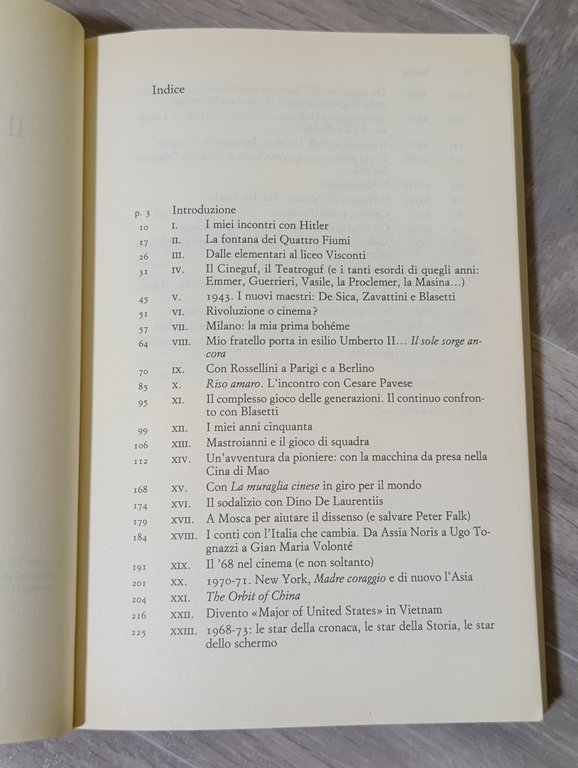 Indice
p. 3 Introduzione
10 I. I miei incontri con Hitler
17 II. La fontana dei Quattro Fiumi
26 III. Dalle elementari al liceo Visconti
31 IV. Il Cineguf, il Teatroguf (e i tanti esordi di quegli anni:
Emmer, Guerrieri, Vasile, la Proclemer, la Masina...)
45 V. 1943. I nuovi maestri: De Sica, Zavattini e Blasetti
51 VI. Rivoluzione o cinema?
57 VII. Milano: la mia prima bohéme
64 VIII. Mio fratello porta in esilio Umberto II... Il sole sorge an-
cora
70 IX. Con Rossellini a Parigi e a Berlino
85 X. Riso amaro. L'incontro con Cesare Pavese
95 XI. Il complesso gioco delle generazioni. Il continuo confron-
to con Blasetti
99 XII. I miei anni cinquanta
106 XIII. Mastroianni e il gioco di squadra
112 XIV. Un'avventura da pioniere: con la macchina da presa nella
Cina di Mao
168 XV. Con La muraglia cinese in giro per il mondo
174 XVI. Il sodalizio con Dino De Laurentiis
179 XVII. A Mosca per aiutare il dissenso (e salvare Peter Falk)
184 XVIII. I conti con l'Italia che cambia. Da Assia Noris a Ugo To-
gnazzi a Gian Maria Volonté
191 XIX. Il '68 nel cinema (e non soltanto)
201 XX. 1970-71. New York, Madre coraggio e di nuovo l'Asia
204 XXI. The Orbit of China
216 XXII. Divento «Major of United States» in Vietnam
225 XXIII. 1968-73: le star della cronaca, le star della Storia, le star
dello schermo